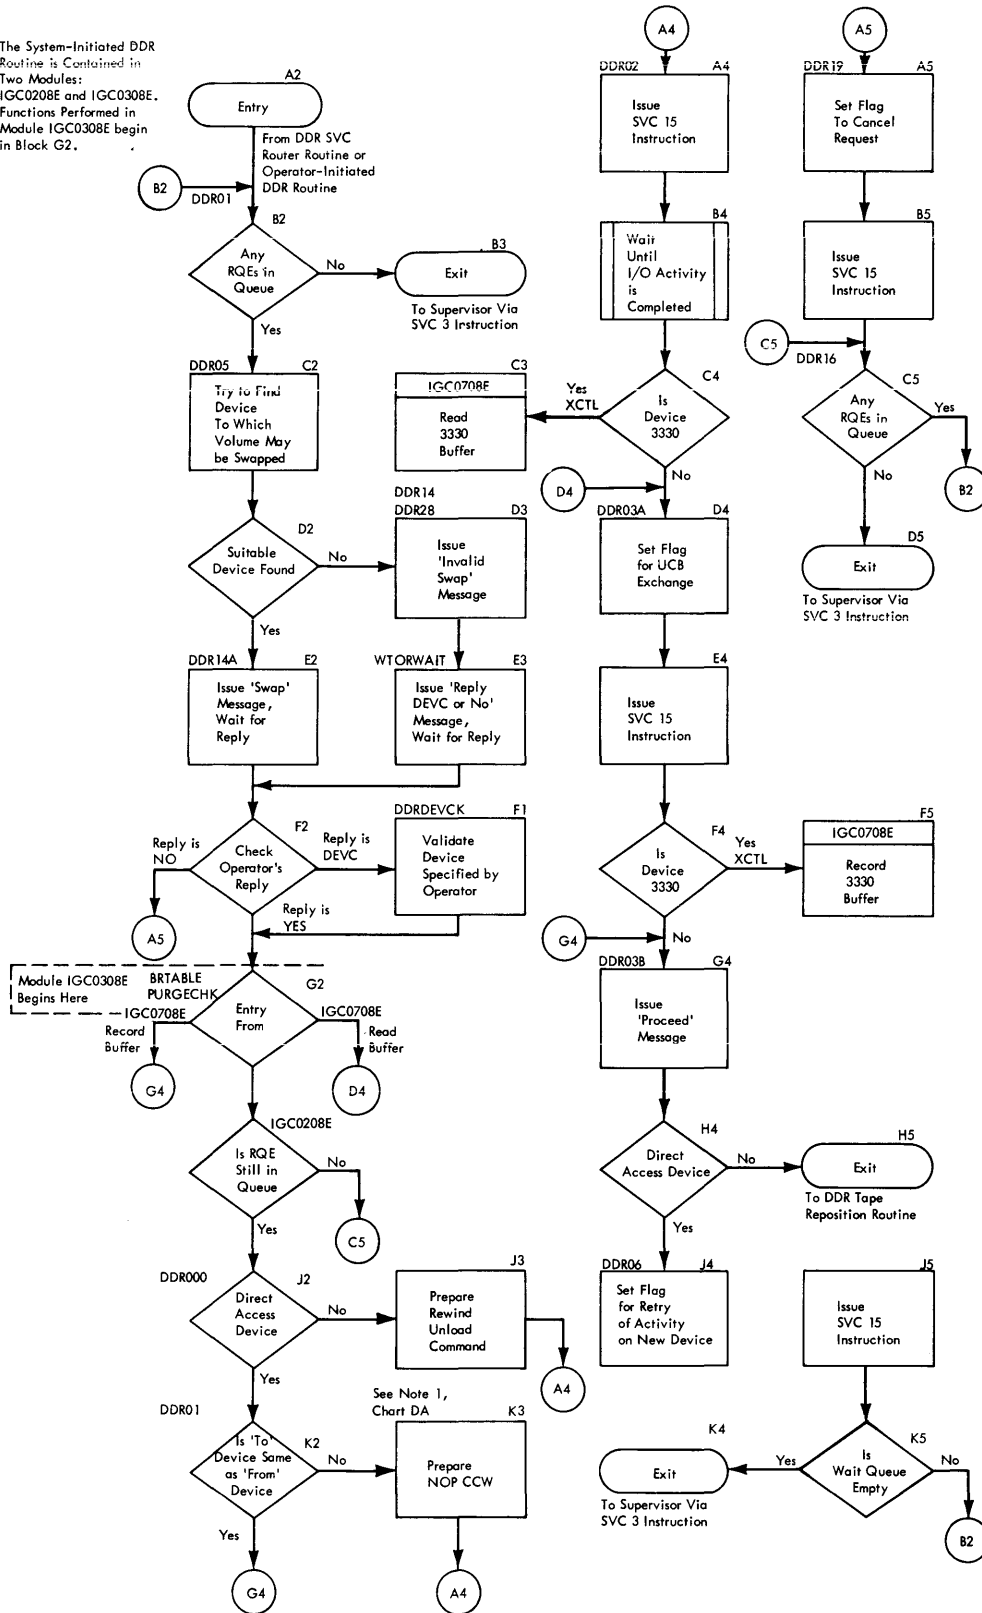 The System-Initiated DDR
Routine is Contained in
Two Modules:
IGC0208E and IGC0308E.
Functions Performed in
Module IGC0308E begin
in Block G2.
A2
Entry
From DDR SVC
Router Routine or
Operator-Initiated
DDR Routine
B2
DDR01
B2
Any
RQEs in
Queue
No
Yes
B3
Exit
To Supervisor Via
SVC 3 Instruction
DDR05
C2
Try to Find
Device
To Which
Volume May
be Swapped
C3
IGC0708E
Read
3330
Buffer
D2
Suitable
Device Found
No
Yes
DDR14
DDR28
D3
Issue
'Invalid
Swap'
Message
DDR14A
E2
Issue 'Swap'
Message,
Wait for
Reply
WTORWAIT
E3
Issue 'Reply
DEVC or No'
Message,
Wait for Reply
F2
Check
Operator's
Reply
Reply is
NO
A5
Reply is
DEVC
Reply is
YES
DDRDEVCK
F1
Validate
Device
Specified by
Operator
Module IGC0308E
Begins Here
BRTABLE
PURGECHK
G2
Entry
From
IGC0708E
Record
Buffer
G4
IGC0708E
Read
Buffer
D4
IGC0208E
Is RQE
Still in
Queue
No
C5
Yes
DDR000
J2
Direct
Access
Device
No
Yes
J3
Prepare
Rewind
Unload
Command
A4
DDR01
K2
Is 'To'
Device Same
as 'From'
Device
No
Yes
G4
See Note 1,
Chart DA
K3
Prepare
NOP CCW
A4
A4
DDR02
A4
Issue
SVC 15
Instruction
B4
Wait
Until
I/O Activity
is
Completed
C4
Is
Device
3330
Yes
XCTL
No
D4
DDR03A
D4
Set Flag
for UCB
Exchange
E4
Issue
SVC 15
Instruction
F4
Is
Device
3330
Yes
XCTL
No
F5
IGC0708E
Record
3330
Buffer
G4
DDR03B
G4
Issue
'Proceed'
Message
H4
Direct
Access Device
No
Yes
H5
Exit
To DDR Tape
Reposition Routine
DDR06
J4
Set Flag
for Retry
of Activity
on New Device
A5
DDR19
A5
Set Flag
To Cancel
Request
B5
Issue
SVC 15
Instruction
C5
DDR16
C5
Any
RQEs in
Queue
Yes
B2
No
D5
Exit
To Supervisor Via
SVC 3 Instruction
J5
Issue
SVC 15
Instruction
K5
Is
Wait Queue
Empty
Yes
No
B2
K4
Exit
To Supervisor Via
SVC 3 Instruction